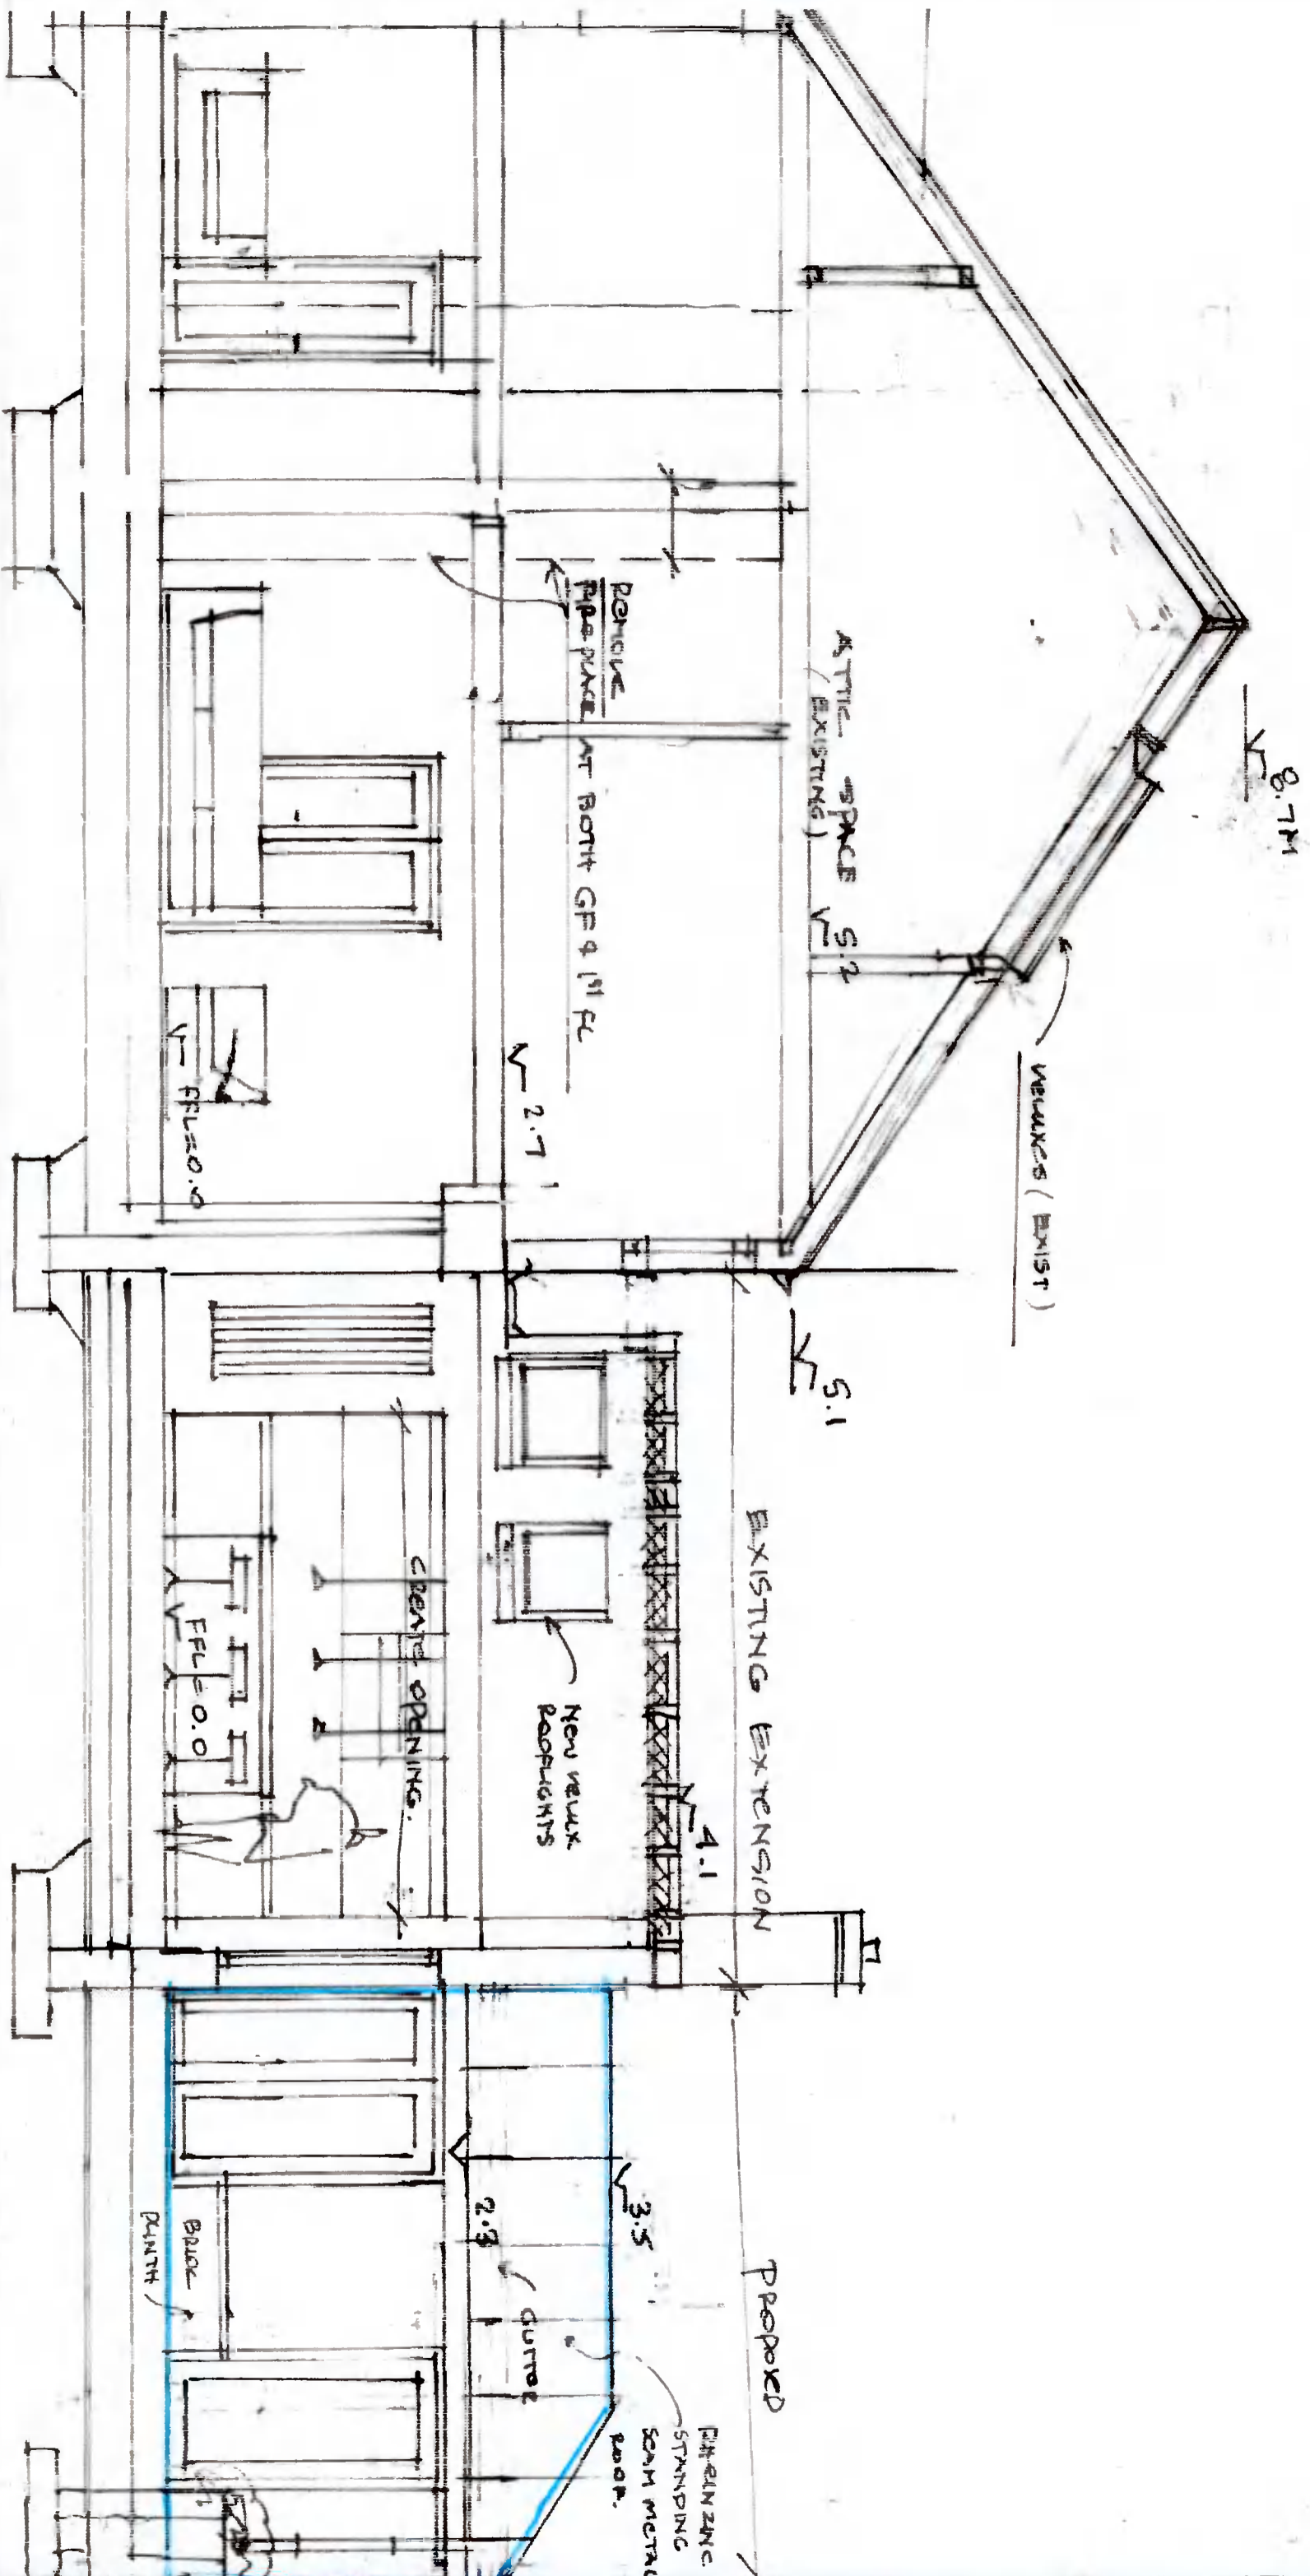 8.7M
VELUXES (EXIST)
ATTIC SPACE
(EXISTING)
5.2
5.1
REMOVE
FIREPLACE AT BOTH GF & 1ST FL
2.7
FFL=0.0
EXISTING EXTENSION
4.1
NEW VELUX
ROOFLIGHTS
CREATE OPENING.
FFL=0.0
PROPOSED
ZINC
STANDING
SEAM METAL
ROOF.
3.5
2.3
GUTTER
BRICK
PLINTH